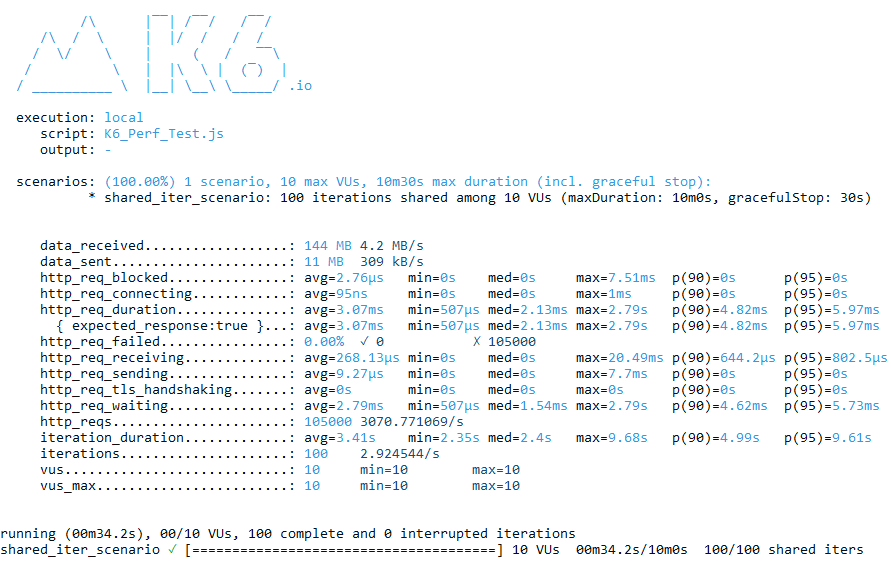 K6
.io
execution: local
script: K6_Perf_Test.js
output: -
scenarios: (100.00%) 1 scenario, 10 max VUs, 10m30s max duration (incl. graceful stop):
* shared_iter_scenario: 100 iterations shared among 10 VUs (maxDuration: 10m0s, gracefulStop: 30s)
data_received..................: 144 MB 4.2 MB/s
data_sent......................: 11 MB 309 kB/s
http_req_blocked...............: avg=2.76µs min=0s med=0s max=7.51ms p(90)=0s p(95)=0s
http_req_connecting............: avg=95ns min=0s med=0s max=1ms p(90)=0s p(95)=0s
http_req_duration..............: avg=3.07ms min=507µs med=2.13ms max=2.79s p(90)=4.82ms p(95)=5.97ms
{ expected_response:true }...: avg=3.07ms min=507µs med=2.13ms max=2.79s p(90)=4.82ms p(95)=5.97ms
http_req_failed................: 0.00% ✓ 0 ✗ 105000
http_req_receiving.............: avg=268.13µs min=0s med=0s max=20.49ms p(90)=644.2µs p(95)=802.5µs
http_req_sending...............: avg=9.27µs min=0s med=0s max=7.7ms p(90)=0s p(95)=0s
http_req_tls_handshaking.......: avg=0s min=0s med=0s max=0s p(90)=0s p(95)=0s
http_req_waiting...............: avg=2.79ms min=507µs med=1.54ms max=2.79s p(90)=4.62ms p(95)=5.73ms
http_reqs......................: 105000 3070.771069/s
iteration_duration.............: avg=3.41s min=2.35s med=2.4s max=9.68s p(90)=4.99s p(95)=9.61s
iterations.....................: 100 2.924544/s
vus............................: 10 min=10 max=10
vus_max........................: 10 min=10 max=10
running (00m34.2s), 00/10 VUs, 100 complete and 0 interrupted iterations
shared_iter_scenario ✓ [======================================] 10 VUs 00m34.2s/10m0s 100/100 shared iters